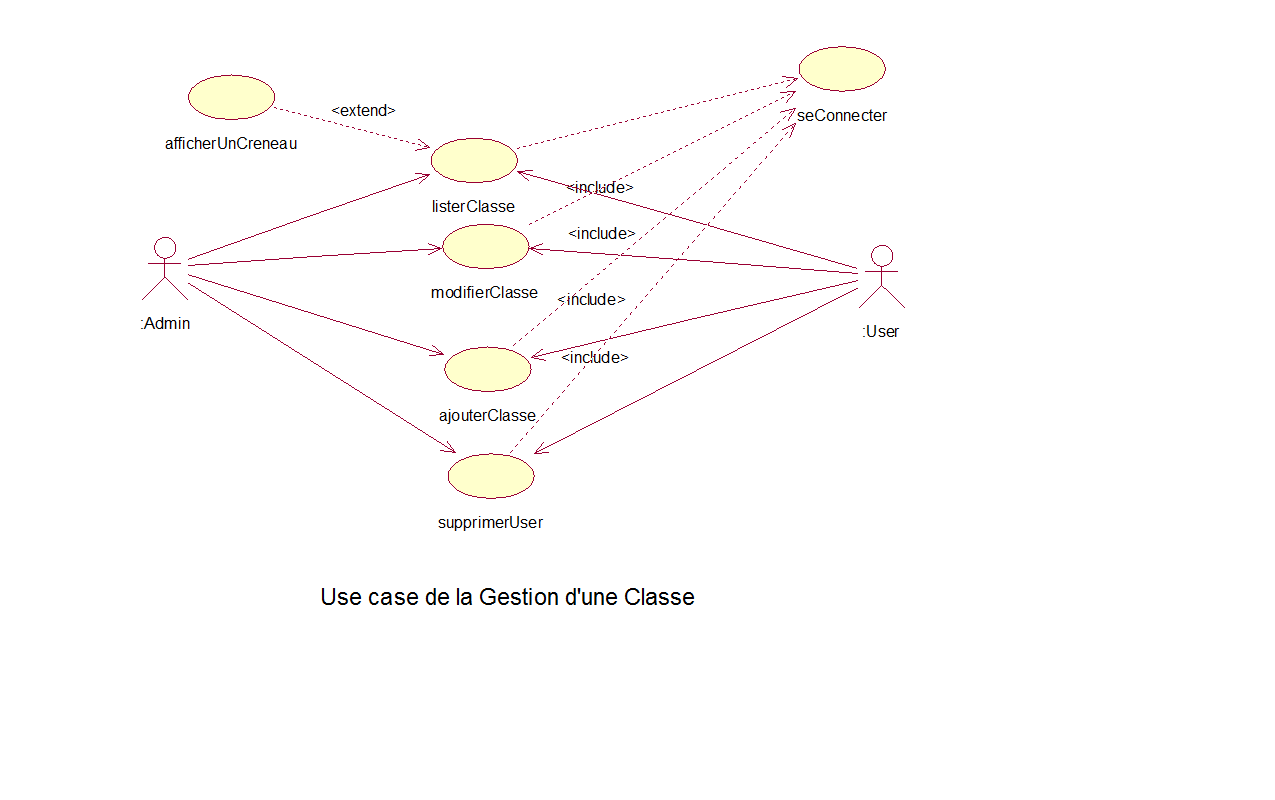 <extend>
seConnecter
afficherUnCreneau
<include>
listerClasse
<include>
modifierClasse
<include>
:Admin
:User
<include>
ajouterClasse
supprimerUser
Use case de la Gestion d'une Classe